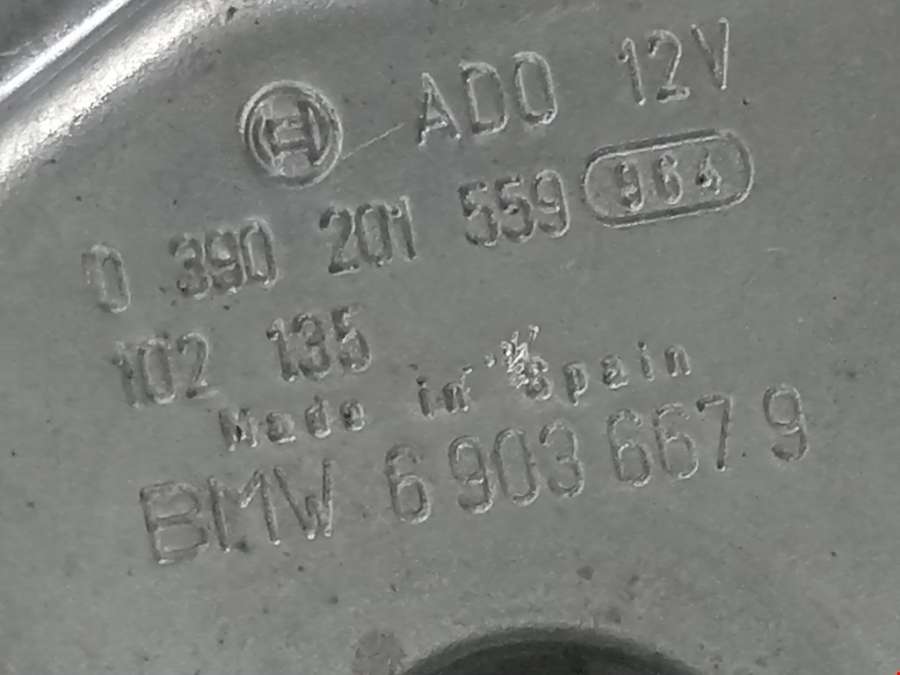 ADO 12V
0 390 201 559 964
102 135
Made in Spain
BMW 6 903 667 9